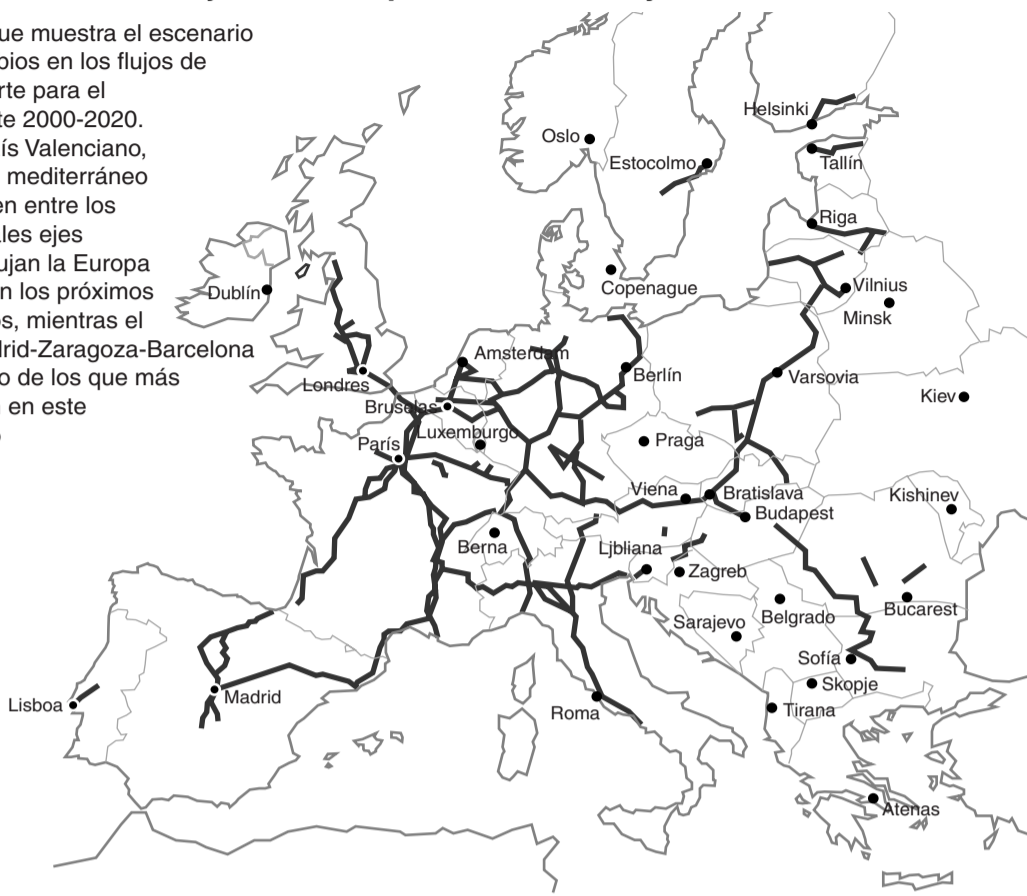 ue muestra el escenario
bios en los flujos de
rte para el
te 2000-2020.
ís Valenciano,
mediterráneo
en entre los
ales ejes
ujan la Europa
n los próximos
s, mientras el
drid-Zaragoza-Barcelona
o de los que más
en este
Helsinki
Oslo
Estocolmo
Tallín
Riga
Copenague
Vilnius
Minsk
Dublín
Amsterdam
Londres
Berlín
Varsovia
Kiev
Bruselas
Luxemburgo
París
Praga
Viena
Bratislava
Kishinev
Budapest
Berna
Ljbliana
Zagreb
Belgrado
Bucarest
Sarajevo
Sofía
Skopje
Tirana
Madrid
Lisboa
Roma
Atenas